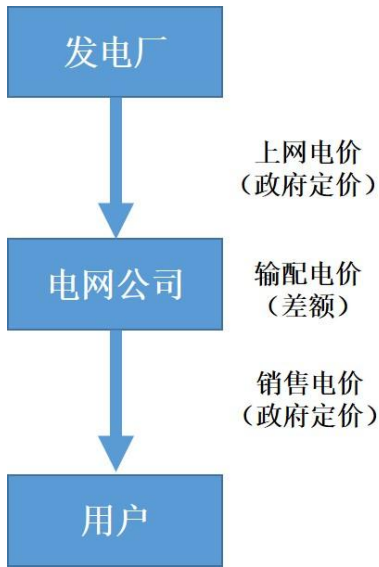 发电厂
上网电价
（政府定价）
电网公司
输配电价
（差额）
销售电价
（政府定价）
用户